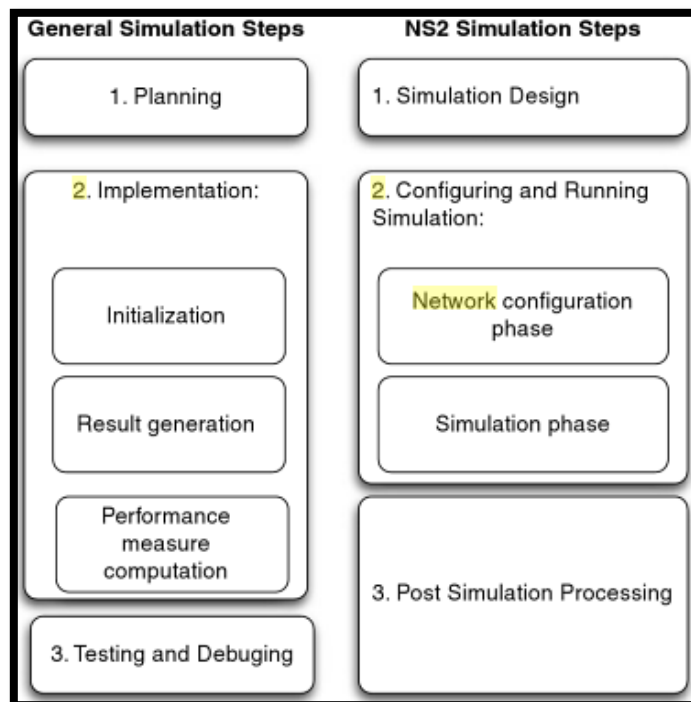 General Simulation Steps
1. Planning
2. Implementation:
Initialization
Result generation
Performance
measure
computation
3. Testing and Debuging
NS2 Simulation Steps
1. Simulation Design
2. Configuring and Running
Simulation:
Network configuration
phase
Simulation phase
3. Post Simulation Processing